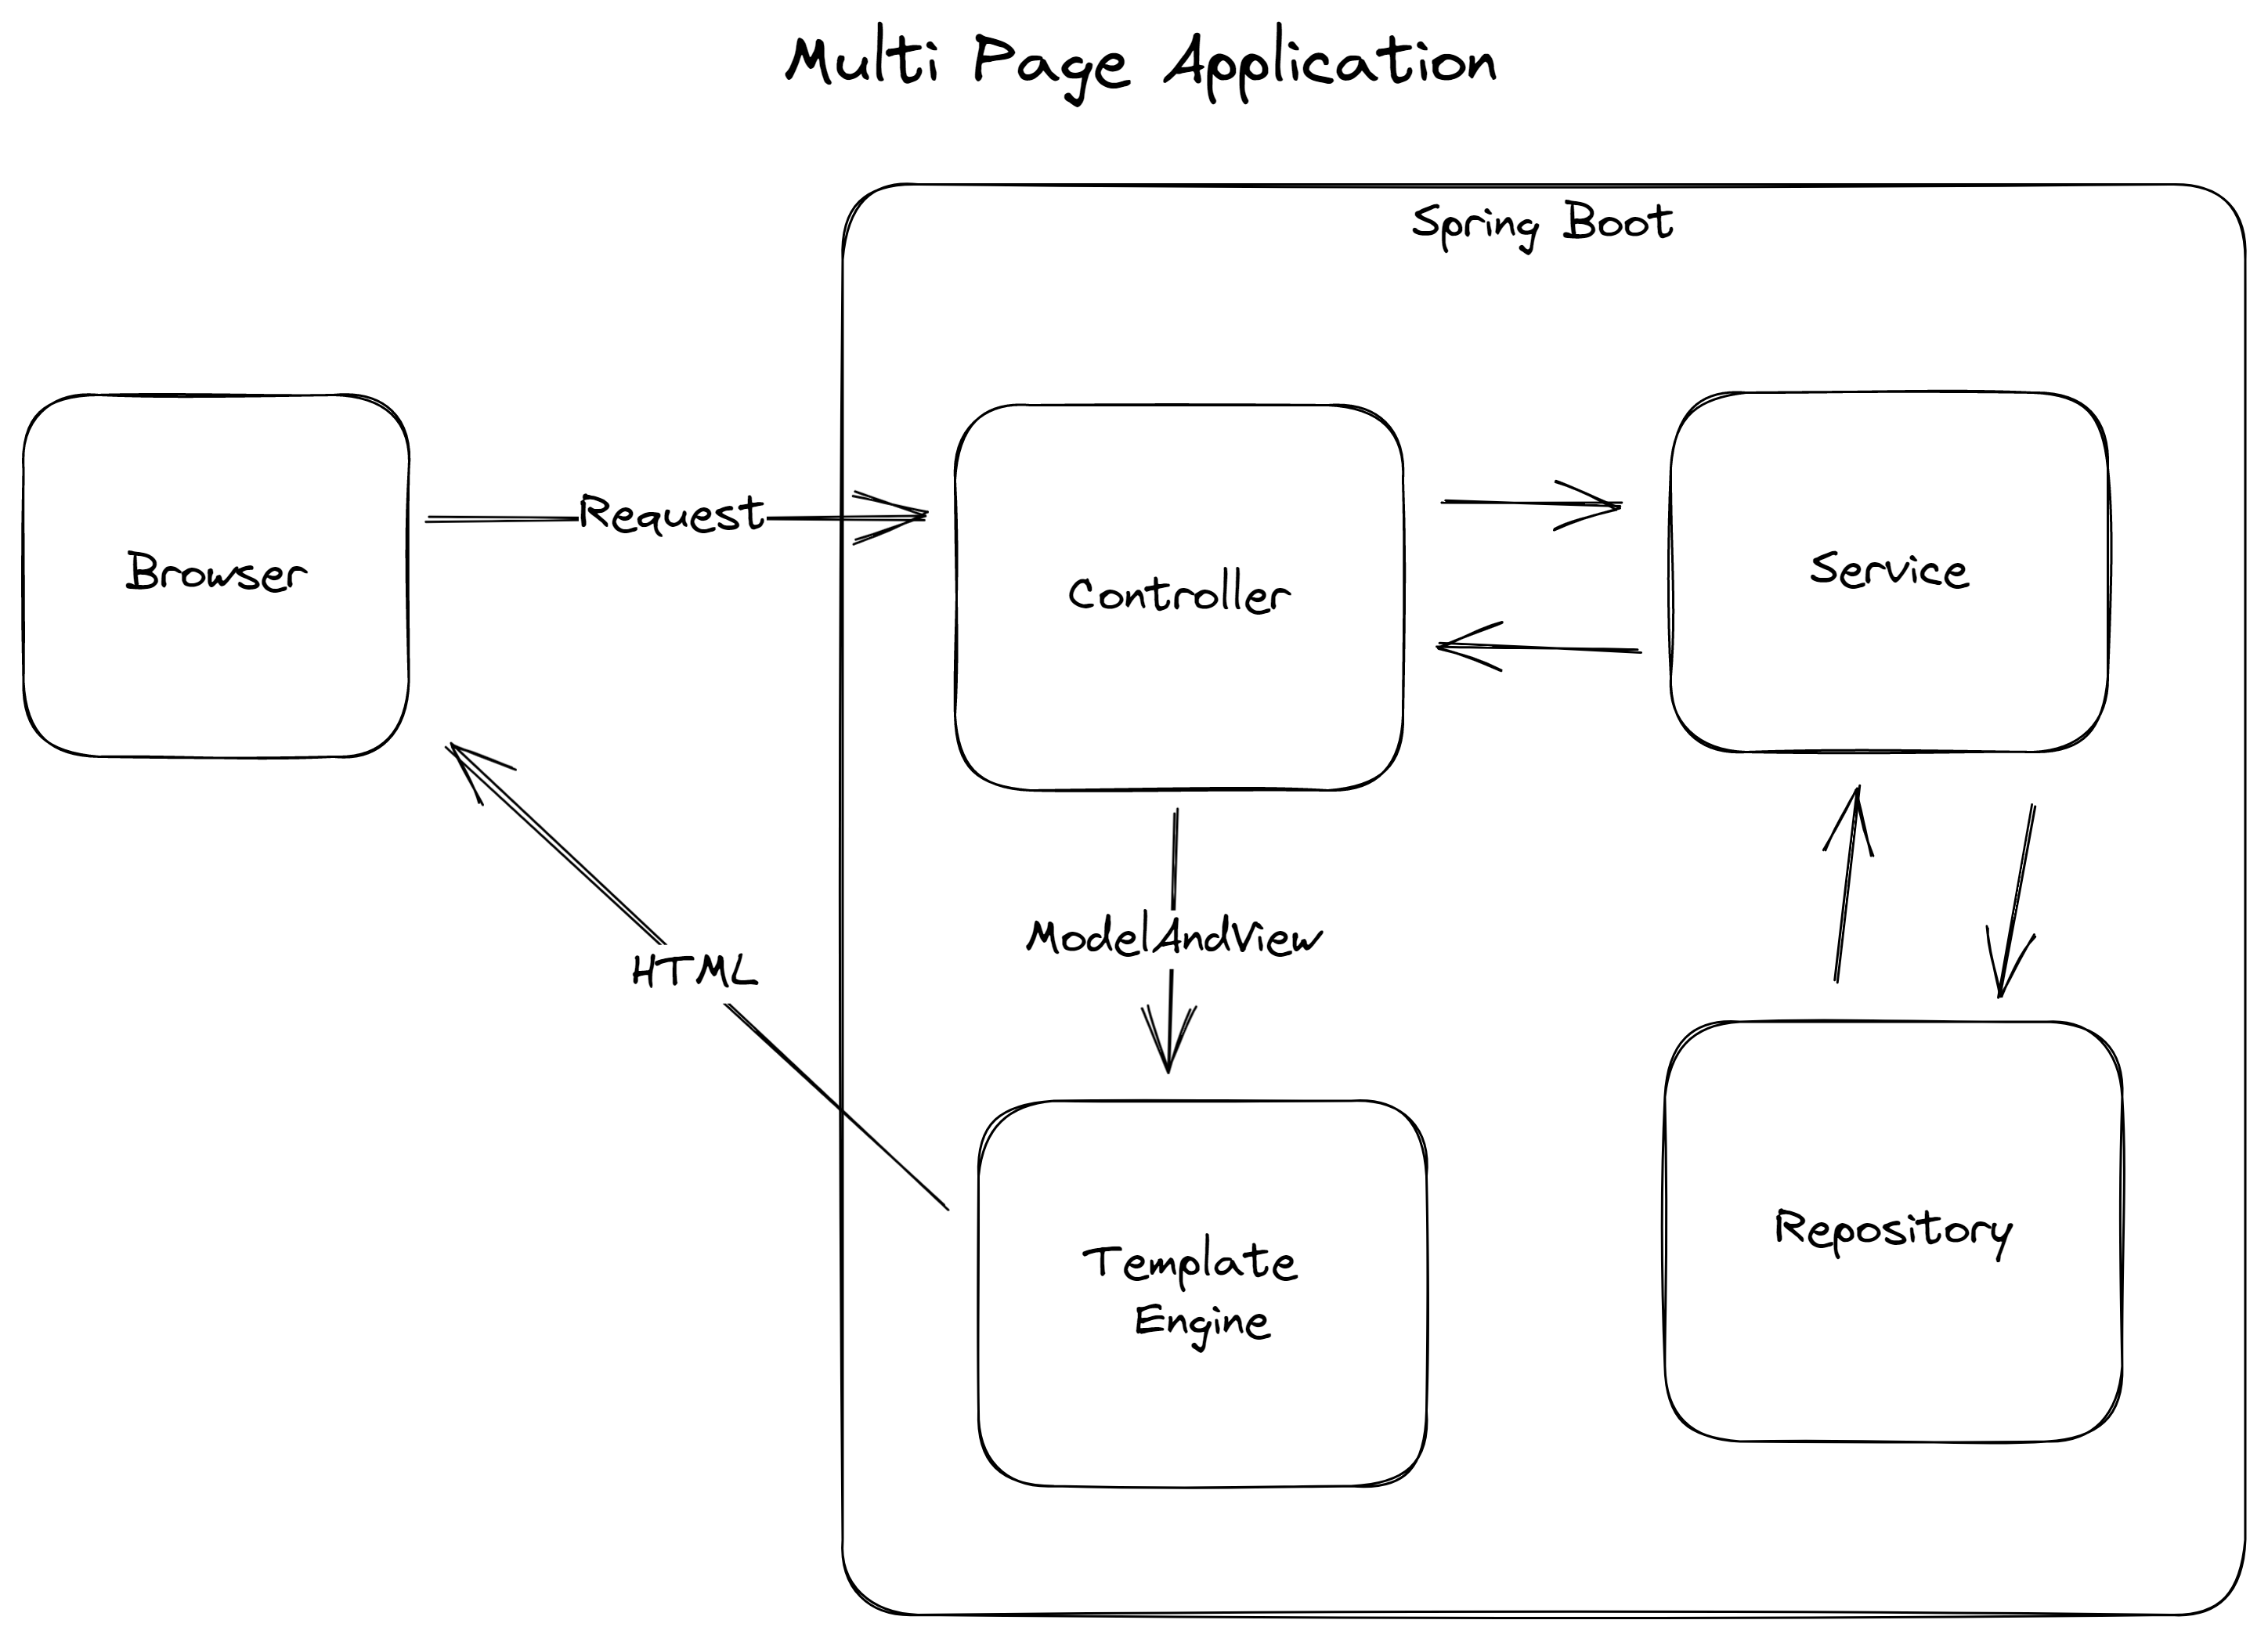 Multi Page Application
Spring Boot
Browser
Request
Controller
Service
HTML
ModelAndView
Template
Engine
Repository